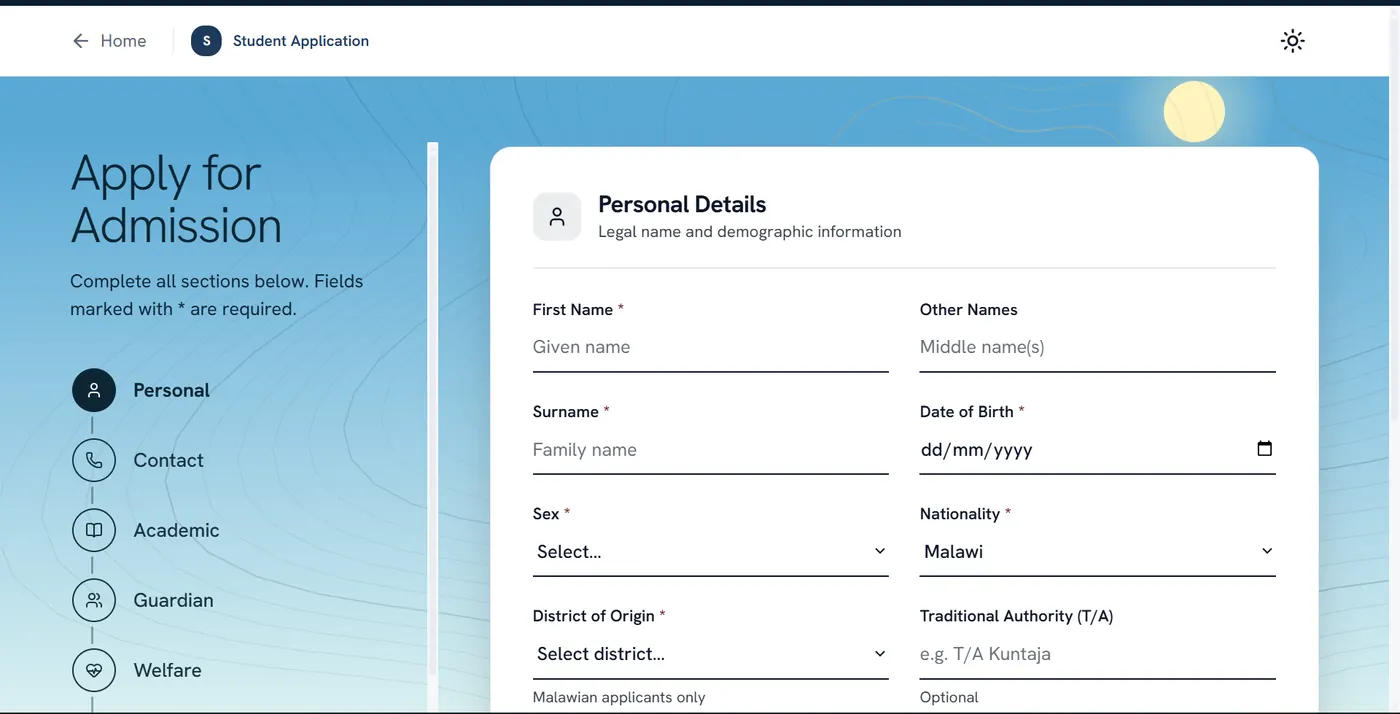 Home
S
Student Application
Apply for
Admission
Complete all sections below. Fields
marked with * are required.
Personal
Contact
Academic
Guardian
Welfare
Personal Details
Legal name and demographic information
First Name *
Given name
Other Names
Middle name(s)
Surname *
Family name
Date of Birth *
dd/mm/yyyy
Sex *
Select...
Nationality *
Malawi
District of Origin *
Select district...
Malawian applicants only
Traditional Authority (T/A)
e.g. T/A Kuntaja
Optional